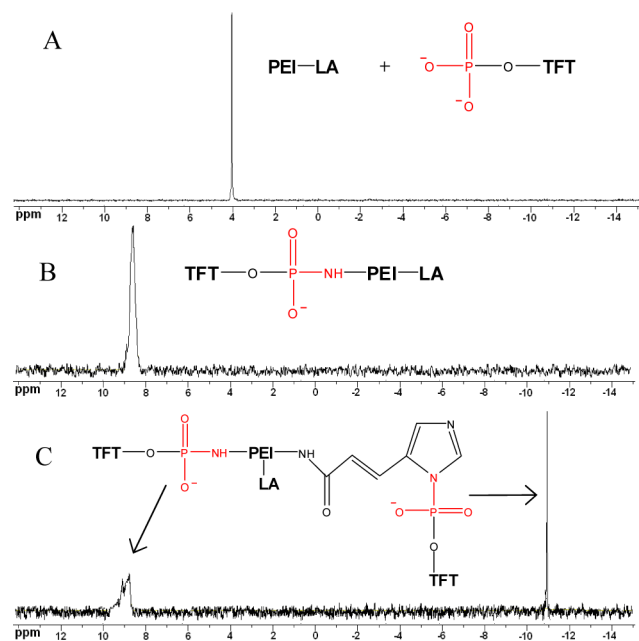 A
PEI—LA + ⁻O P O TFT
O
O⁻
ppm 12 10 8 6 4 2 0 -2 -4 -6 -8 -10 -12 -14
B
O
TFT O P NH PEI LA
O⁻
ppm 12 10 8 6 4 2 0 -2 -4 -6 -8 -10 -12 -14
C
O
TFT O P NH PEI NH
O⁻ LA
O
N
N
⁻O P O
O
TFT
ppm 12 10 8 6 4 2 0 -2 -4 -6 -8 -10 -12 -14